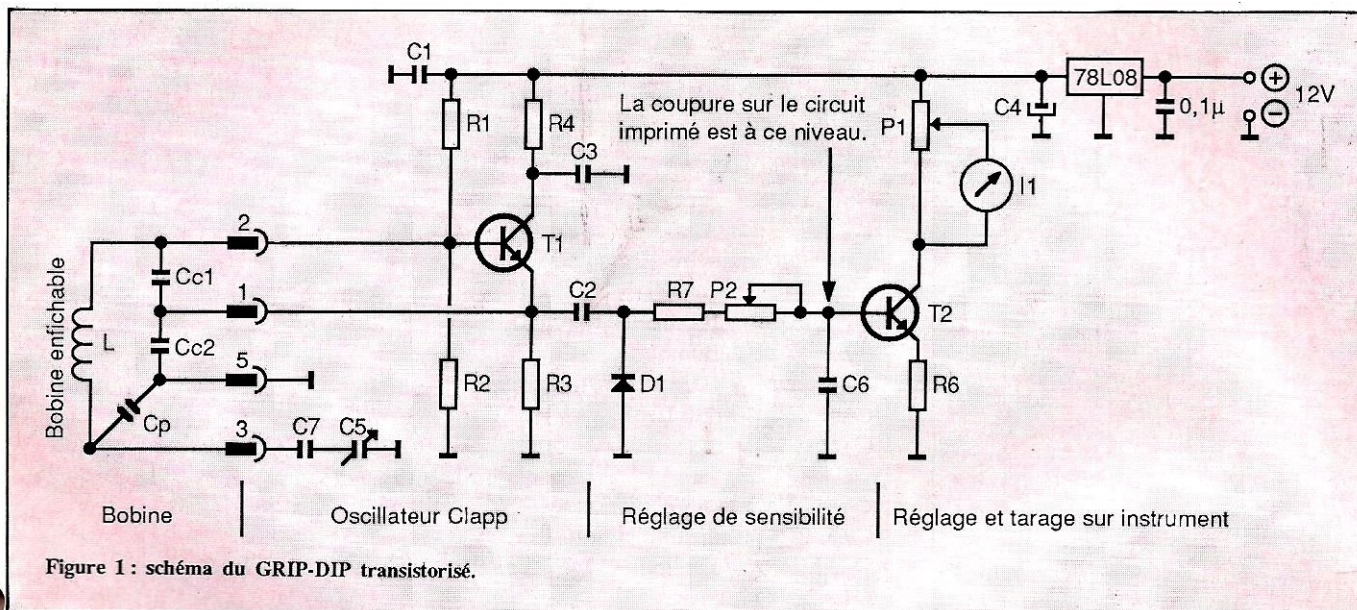 C1
78L08
12V
C4
0,1µ
La coupure sur le circuit
imprimé est à ce niveau.
R1
R4
P1
C3
I1
2
T1
Bobine enfichable
Cc1
L
1
C2
R7
P2
T2
Cc2
5
R2
R3
D1
C6
R6
Cp
3
C7
C5
Bobine
Oscillateur Clapp
Réglage de sensibilité
Réglage et tarage sur instrument
Figure 1 : schéma du GRIP-DIP transistorisé.